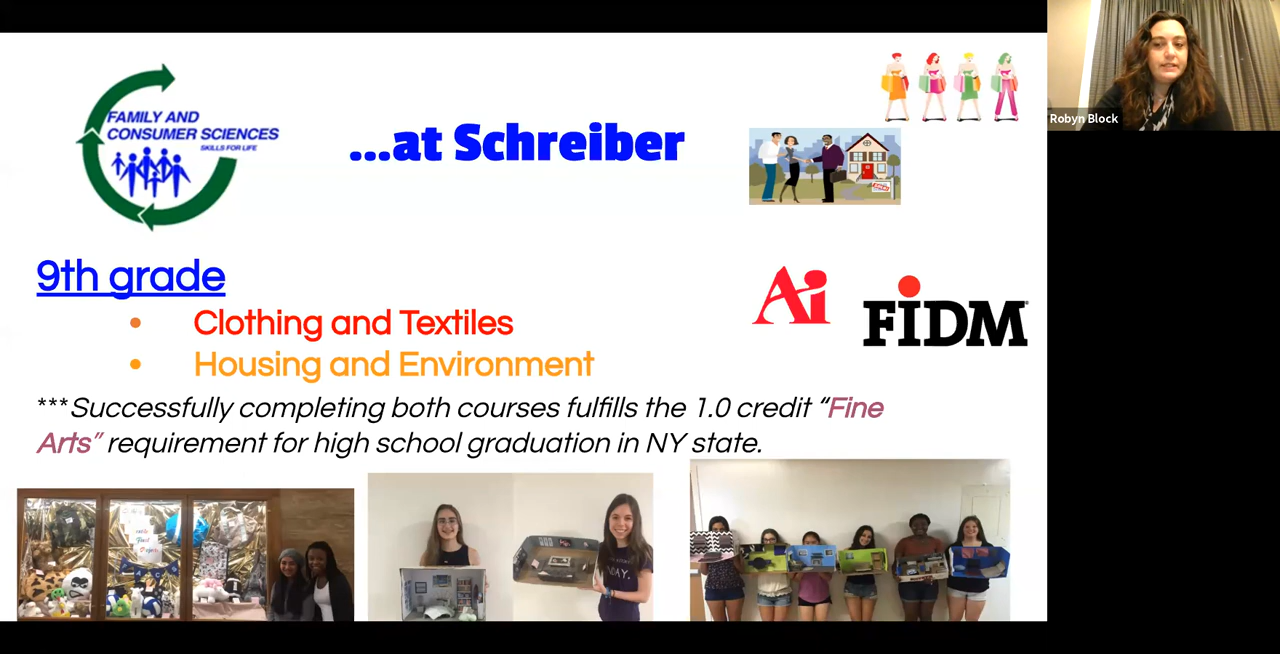 FAMILY AND
CONSUMER SCIENCES
SKILLS FOR LIFE
...at Schreiber
Robyn Block
9th grade
• Clothing and Textiles
• Housing and Environment
Ai
FIDM
***Successfully completing both courses fulfills the 1.0 credit “Fine
Arts” requirement for high school graduation in NY state.